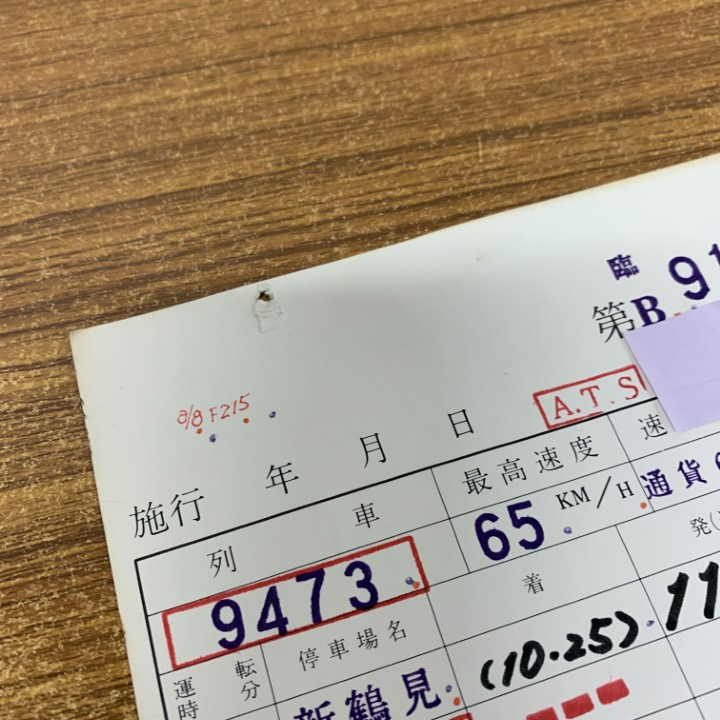 臨
第B 91
8/8 F215
A.T.S
施行 年 月 日
列 車
最高速度
速
9473
65 KM/H
通貨
運転時分
停車場名
着
発
新鶴見
(10.25)
11